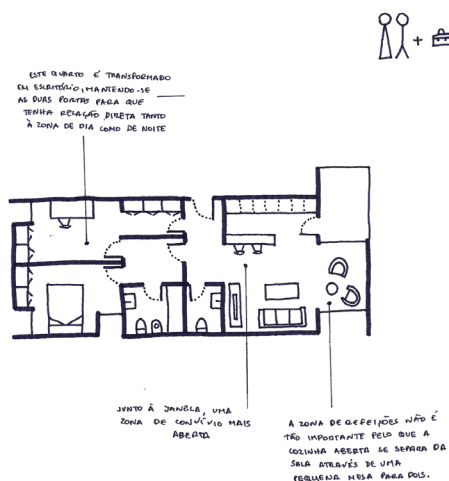 ESTE QUARTO É TRANSFORMADO
EM ESCRITÓRIO, MANTENDO-SE
AS DUAS PORTAS PARA QUE
TENHA RELAÇÃO DIRETA TANTO
À ZONA DE DIA COMO DE NOITE
JUNTO À JANELA, UMA
ZONA DE CONVÍVIO MAIS
ABERTA
A ZONA DE REFEIÇÕES NÃO É
TÃO IMPORTANTE PELO QUE A
COZINHA ABERTA SE SEPARA DA
SALA ATRAVÉS DE UMA
PEQUENA MESA PARA DOIS.